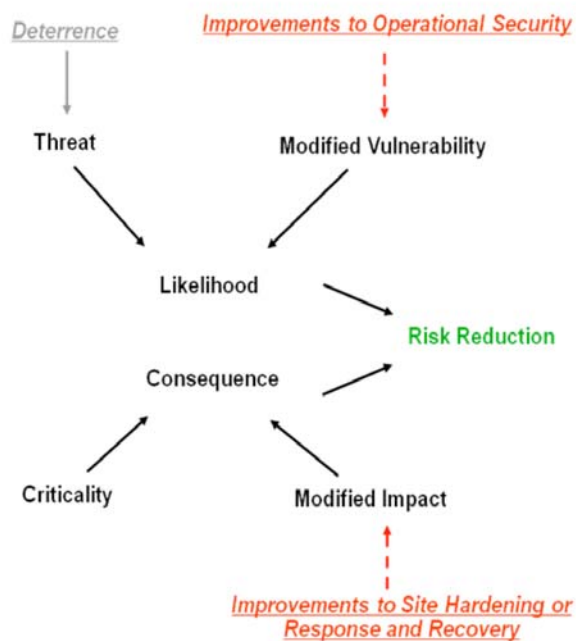 Deterrence
Improvements to Operational Security
Threat
Modified Vulnerability
Likelihood
Risk Reduction
Consequence
Criticality
Modified Impact
Improvements to Site Hardening or
Response and Recovery